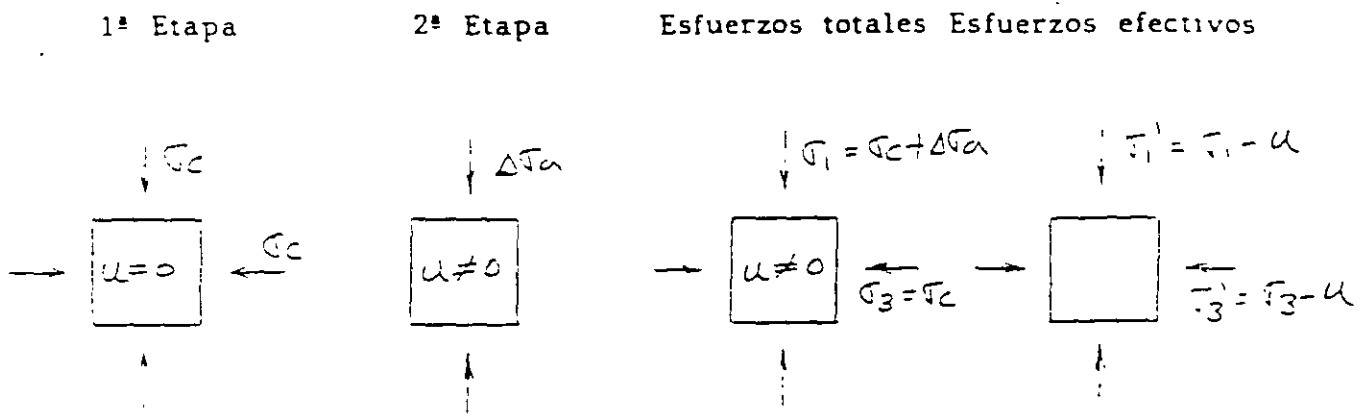 1ª Etapa 2ª Etapa Esfuerzos totales Esfuerzos efectivos
σc Δσa σ₁ = σc + Δσa σ₁' = σ₁ - u
u=0 σc u≠0 u≠0 σ₃ = σc σ₃' = σ₃ - u